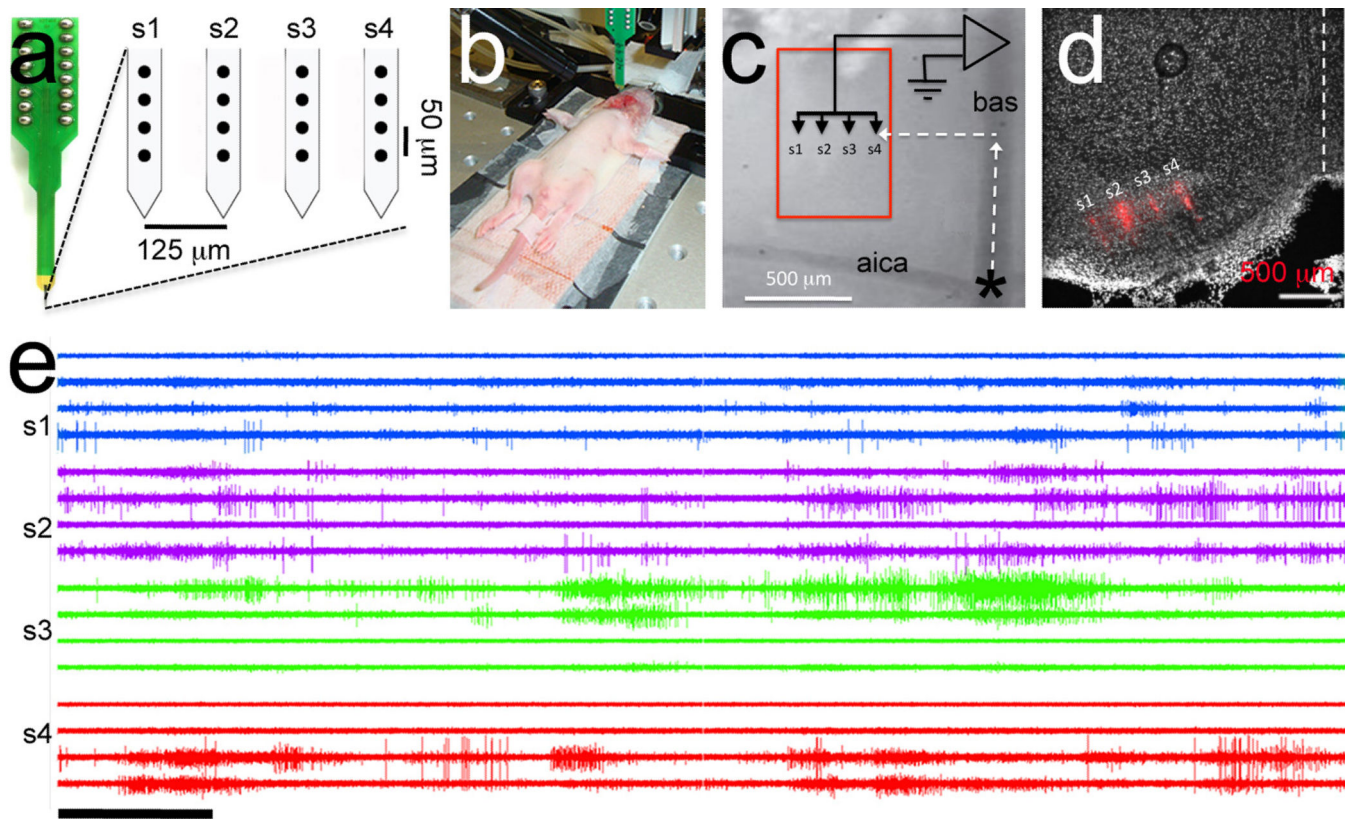 a
s1 s2 s3 s4
50 μm
125 μm
b
c
bas
s1 s2 s3 s4
aica
500 μm
d
s1 s2 s3 s4
500 μm
e
s1
s2
s3
s4